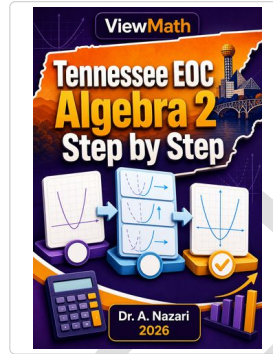 ViewMath
Tennessee EOC
Algebra 2
Step by Step
Dr. A. Nazari
2026